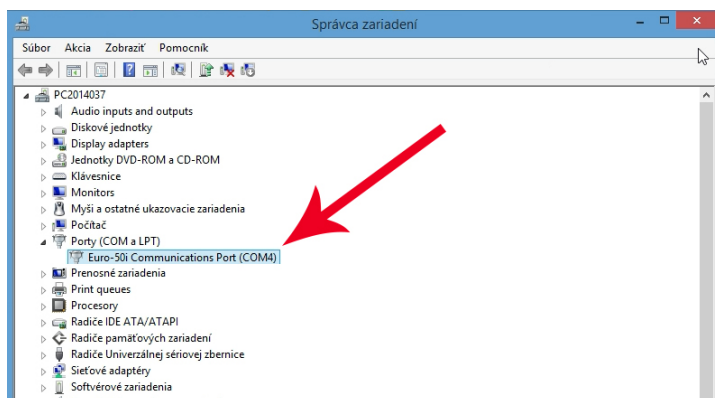 Správca zariadení
Súbor Akcia Zobraziť Pomocník
PC2014037
Audio inputs and outputs
Diskové jednotky
Display adapters
Jednotky DVD-ROM a CD-ROM
Klávesnice
Monitors
Myši a ostatné ukazovacie zariadenia
Počítač
Porty (COM a LPT)
Euro-50i Communications Port (COM4)
Prenosné zariadenia
Print queues
Procesory
Radiče IDE ATA/ATAPI
Radiče pamäťových zariadení
Radiče Univerzálnej sériovej zbernice
Sieťové adaptéry
Softvérové zariadenia